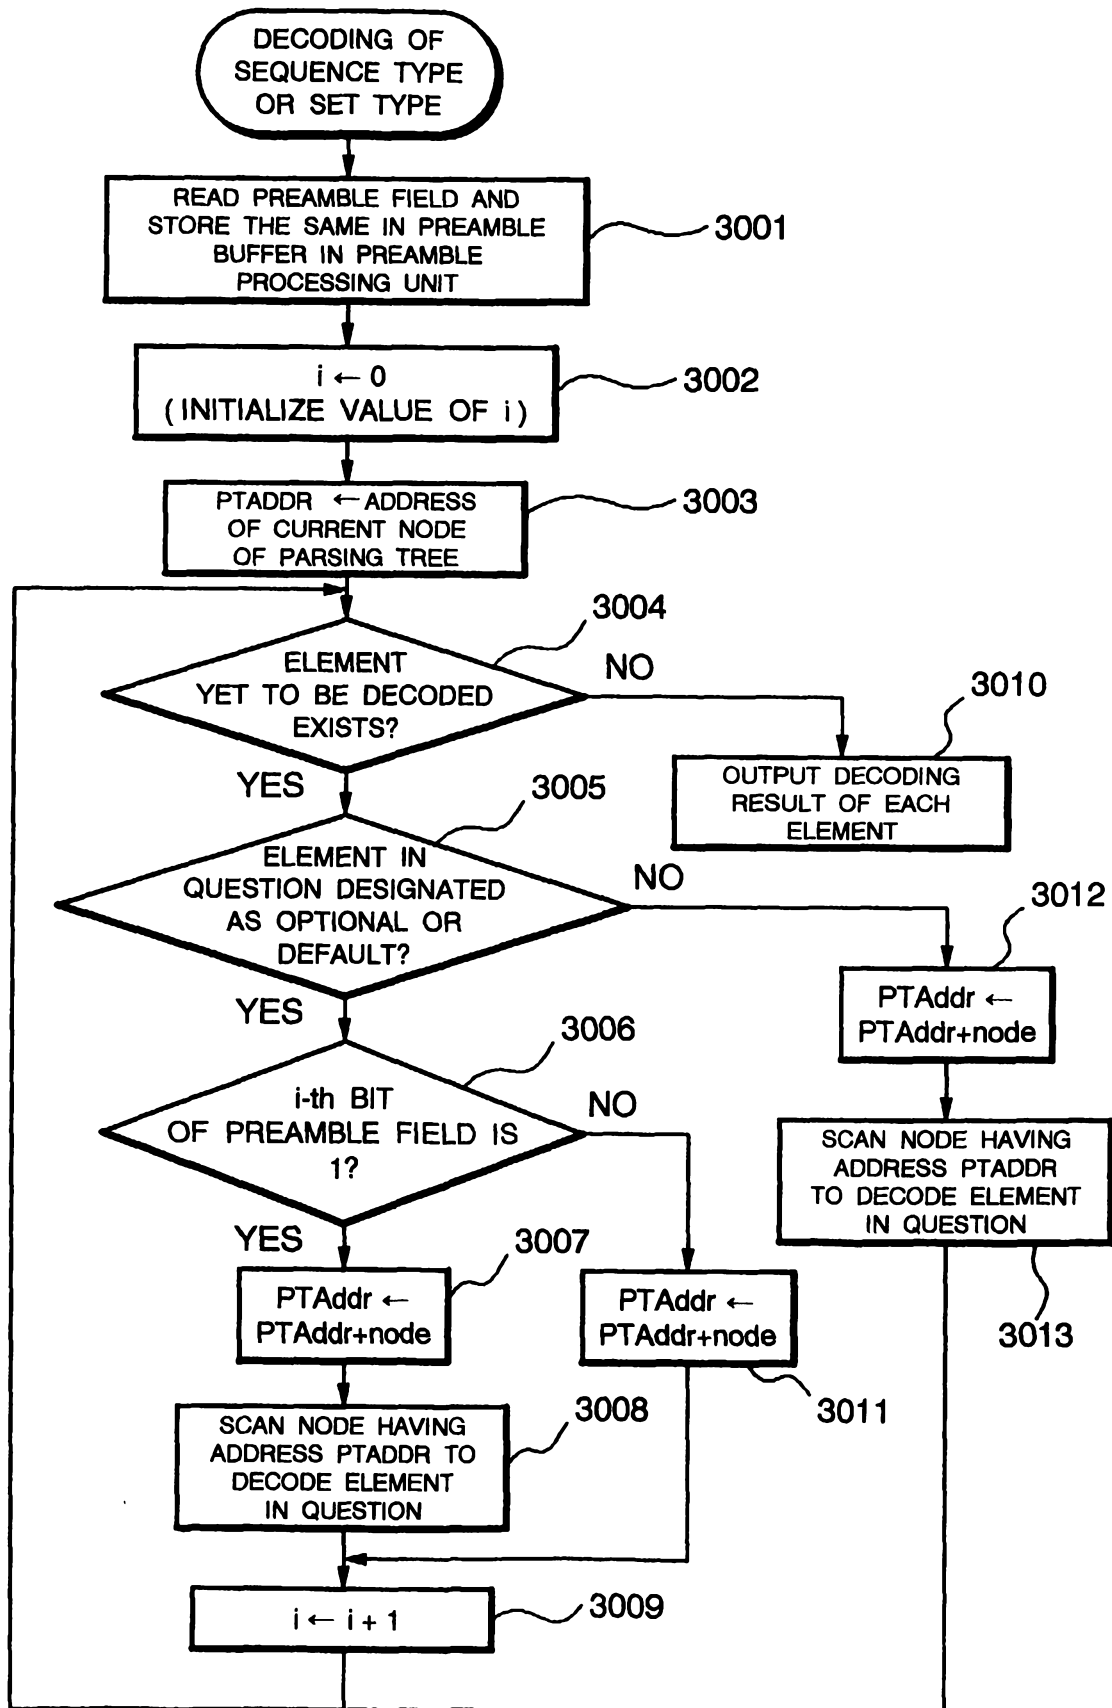 DECODING OF
SEQUENCE TYPE
OR SET TYPE
READ PREAMBLE FIELD AND
STORE THE SAME IN PREAMBLE
BUFFER IN PREAMBLE
PROCESSING UNIT
3001
i ← 0
(INITIALIZE VALUE OF i)
3002
PTADDR ← ADDRESS
OF CURRENT NODE
OF PARSING TREE
3003
3004
ELEMENT
YET TO BE DECODED
EXISTS?
NO
YES
3010
OUTPUT DECODING
RESULT OF EACH
ELEMENT
3005
ELEMENT IN
QUESTION DESIGNATED
AS OPTIONAL OR
DEFAULT?
NO
YES
3012
PTAddr ←
PTAddr+node
3006
i-th BIT
OF PREAMBLE FIELD IS
1?
NO
YES
SCAN NODE HAVING
ADDRESS PTADDR
TO DECODE ELEMENT
IN QUESTION
3013
3007
PTAddr ←
PTAddr+node
PTAddr ←
PTAddr+node
3011
3008
SCAN NODE HAVING
ADDRESS PTADDR TO
DECODE ELEMENT
IN QUESTION
i ← i + 1
3009